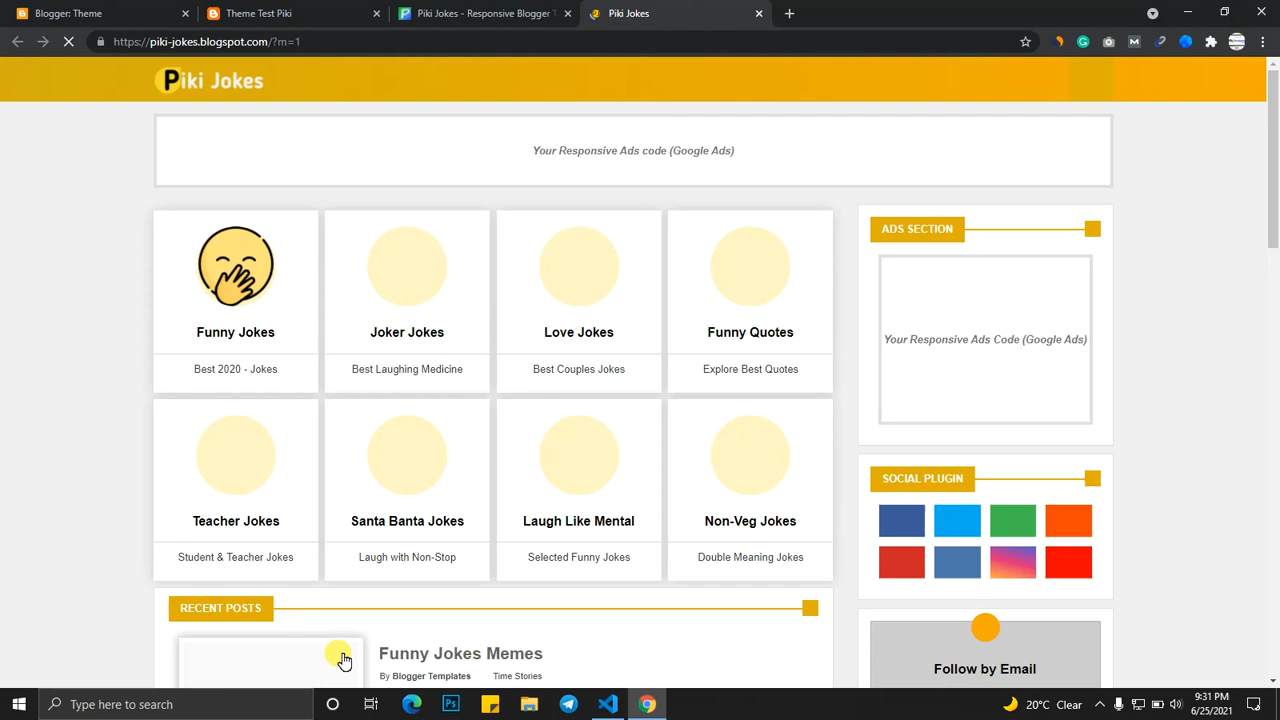 Blogger: Theme
Theme Test Piki
Piki Jokes - Responsive Blogger T
Piki Jokes
https://piki-jokes.blogspot.com/?m=1
Piki Jokes
Your Responsive Ads code (Google Ads)
Funny Jokes
Best 2020 - Jokes
Joker Jokes
Best Laughing Medicine
Love Jokes
Best Couples Jokes
Funny Quotes
Explore Best Quotes
Teacher Jokes
Student & Teacher Jokes
Santa Banta Jokes
Laugh with Non-Stop
Laugh Like Mental
Selected Funny Jokes
Non-Veg Jokes
Double Meaning Jokes
RECENT POSTS
Funny Jokes Memes
By Blogger Templates Time Stories
ADS SECTION
Your Responsive Ads Code (Google Ads)
SOCIAL PLUGIN
Follow by Email
Type here to search
20°C Clear
9:31 PM
6/25/2021